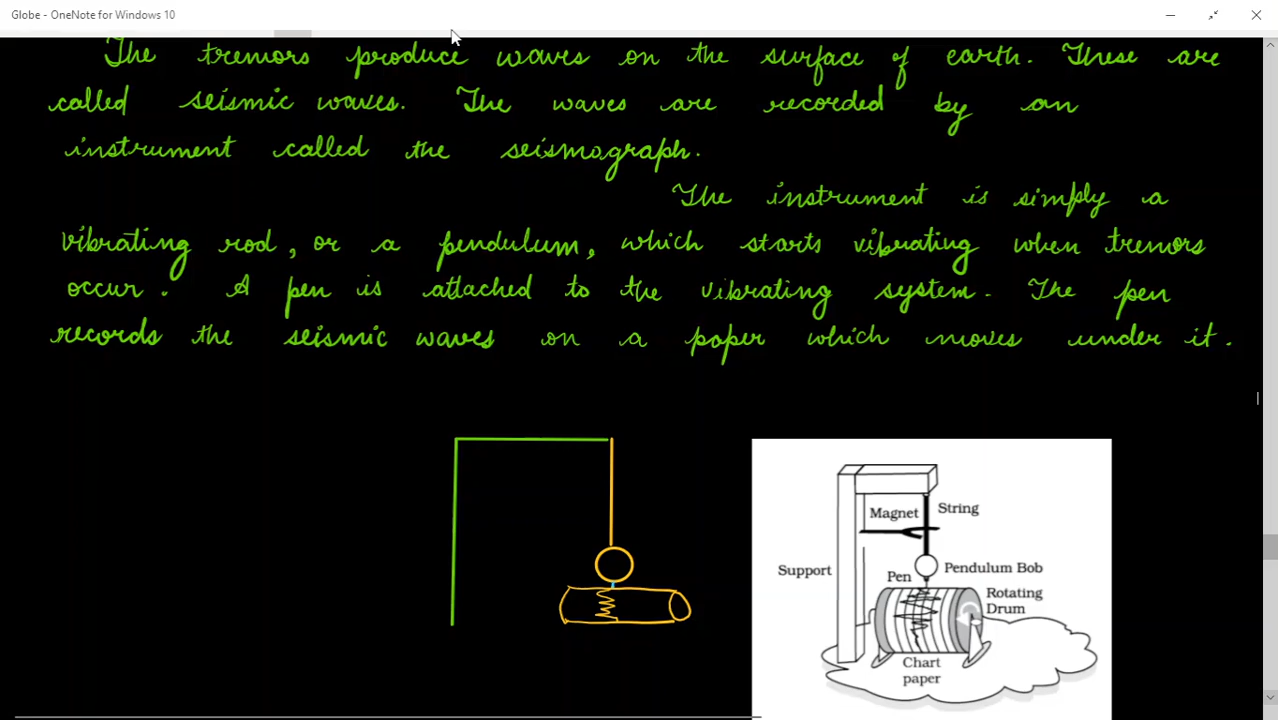 Globe - OneNote for Windows 10
The tremors produce waves on the surface of earth. These are
called seismic waves. The waves are recorded by an
instrument called the seismograph.
The instrument is simply a
vibrating rod, or a pendulum, which starts vibrating when tremors
occur. A pen is attached to the vibrating system. The pen
records the seismic waves on a paper which moves under it.
Magnet String
Support Pen Pendulum Bob
Rotating
Drum
Chart
paper